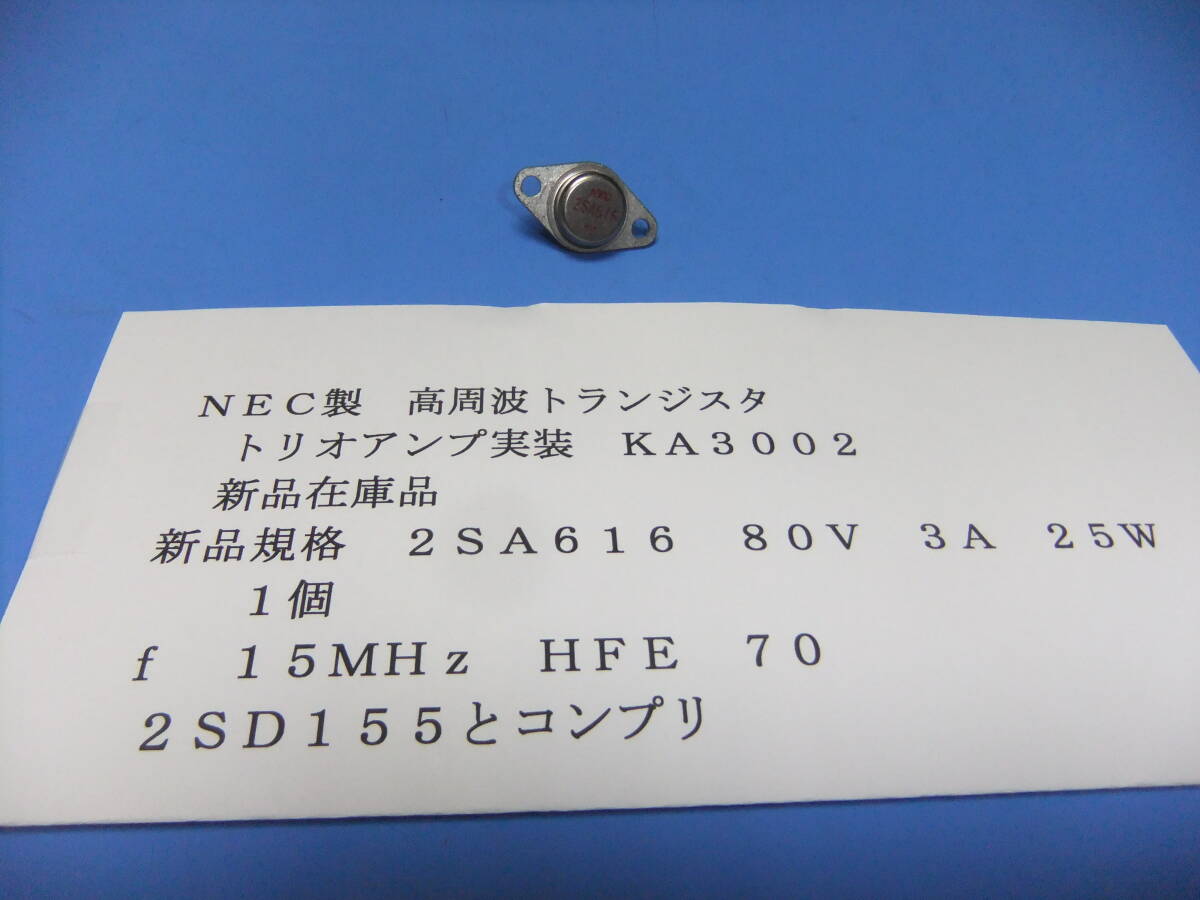 2SA616
NEC製 高周波トランジスタ
トリオアンプ実装 KA3002
新品在庫品
新品規格 2SA616 80V 3A 25W
1個
f 15MHz HFE 70
2SD155とコンプリ